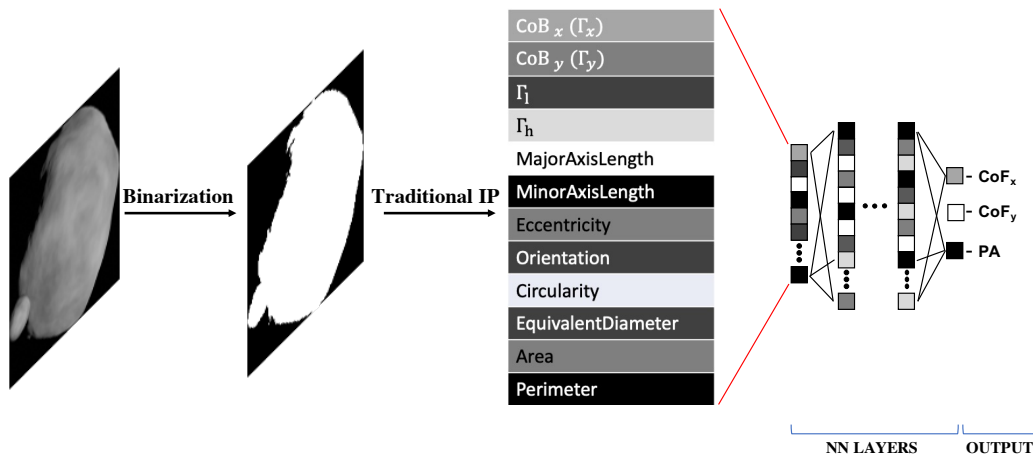 Binarization
Traditional IP
CoB x (Γx)
CoB y (Γy)
Γl
Γh
MajorAxisLength
MinorAxisLength
Eccentricity
Orientation
Circularity
EquivalentDiameter
Area
Perimeter
- CoFx
- CoFy
- PA
NN LAYERS
OUTPUT